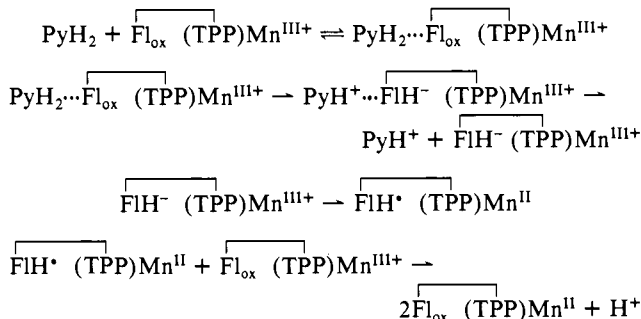 PyH₂ + Flₒₓ (TPP)Mnᴵᴵᴵ⁺ ⇌ PyH₂···Flₒₓ (TPP)Mnᴵᴵᴵ⁺
PyH₂···Flₒₓ (TPP)Mnᴵᴵᴵ⁺ → PyH⁺···FlH⁻ (TPP)Mnᴵᴵᴵ⁺ →
PyH⁺ + FlH⁻ (TPP)Mnᴵᴵᴵ⁺
FlH⁻ (TPP)Mnᴵᴵᴵ⁺ → FlH• (TPP)Mnᴵᴵ
FlH• (TPP)Mnᴵᴵ + Flₒₓ (TPP)Mnᴵᴵᴵ⁺ →
2Flₒₓ (TPP)Mnᴵᴵ + H⁺